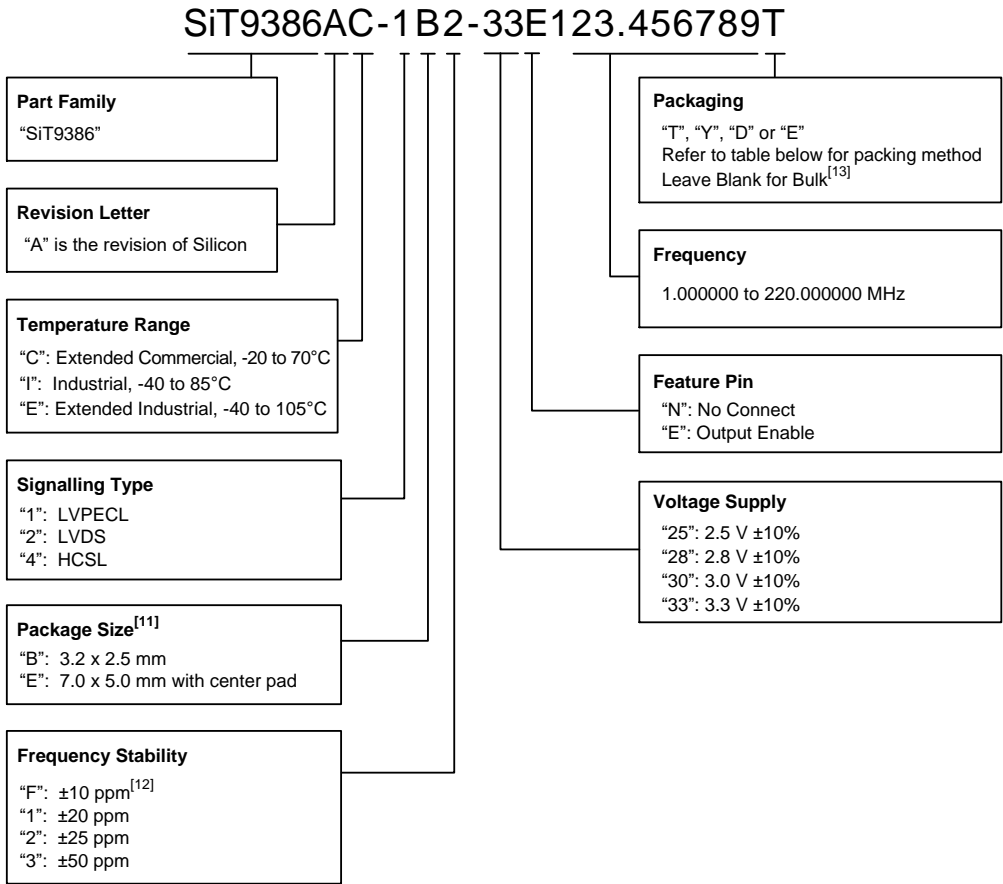 SiT9386AC-1B2-33E123.456789T
Part Family
“SiT9386”
Revision Letter
“A” is the revision of Silicon
Temperature Range
“C”: Extended Commercial, -20 to 70°C
“I”: Industrial, -40 to 85°C
“E”: Extended Industrial, -40 to 105°C
Signalling Type
“1”: LVPECL
“2”: LVDS
“4”: HCSL
Package Size[11]
“B”: 3.2 x 2.5 mm
“E”: 7.0 x 5.0 mm with center pad
Frequency Stability
“F”: ±10 ppm[12]
“1”: ±20 ppm
“2”: ±25 ppm
“3”: ±50 ppm
Packaging
“T”, “Y”, “D” or “E”
Refer to table below for packing method
Leave Blank for Bulk[13]
Frequency
1.000000 to 220.000000 MHz
Feature Pin
“N”: No Connect
“E”: Output Enable
Voltage Supply
“25”: 2.5 V ±10%
“28”: 2.8 V ±10%
“30”: 3.0 V ±10%
“33”: 3.3 V ±10%